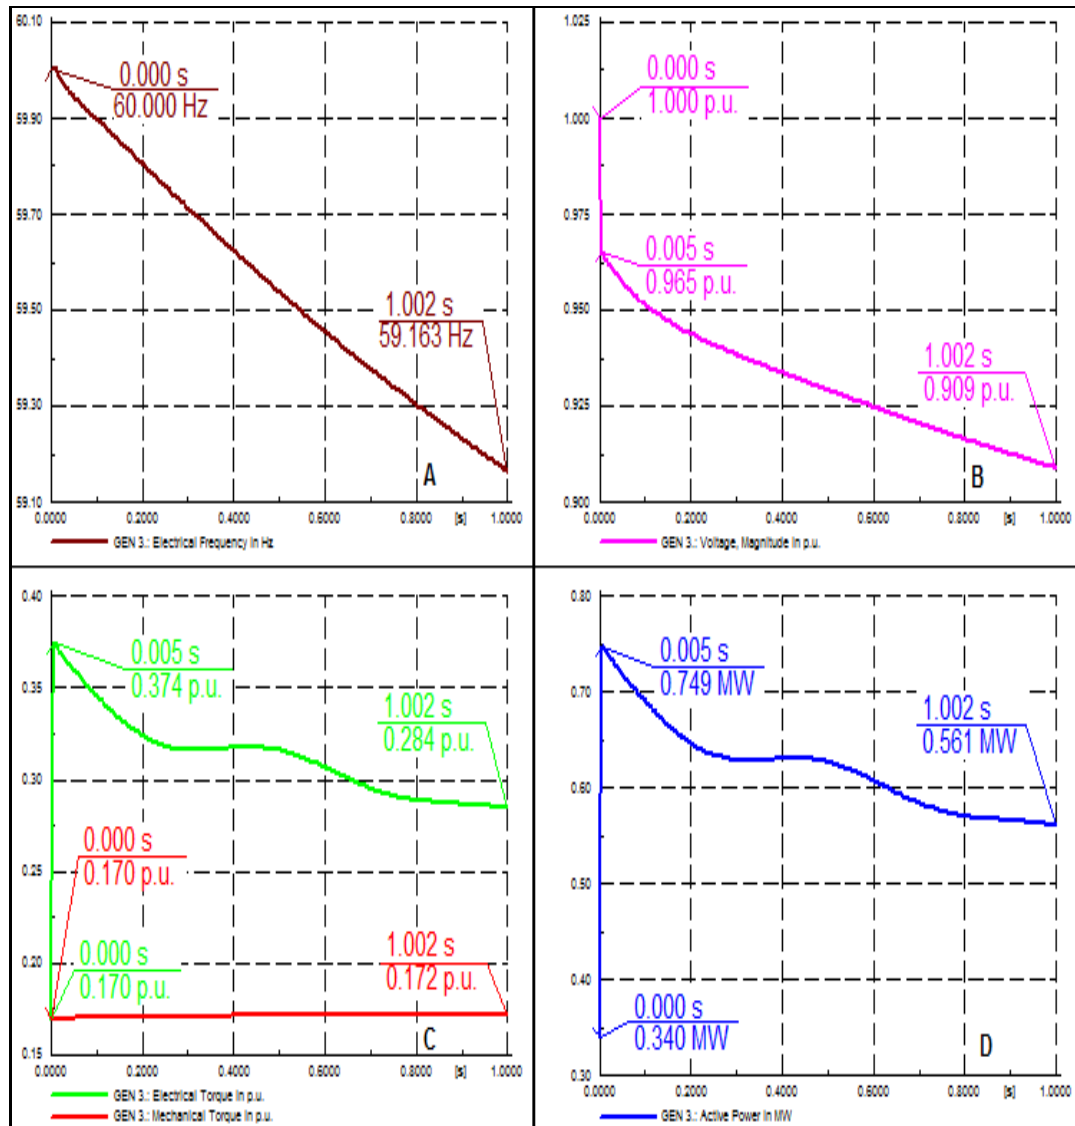 60.10
59.90
59.70
59.50
59.30
59.10
0.000 s
60.000 Hz
1.002 s
59.163 Hz
A
0.0000 0.2000 0.4000 0.6000 0.8000 [s] 1.0000
GEN 3.: Electrical Frequency in Hz
1.025
1.000
0.975
0.950
0.925
0.900
0.000 s
1.000 p.u.
0.005 s
0.965 p.u.
1.002 s
0.909 p.u.
B
0.0000 0.2000 0.4000 0.6000 0.8000 [s] 1.0000
GEN 3.: Voltage, Magnitude in p.u.
0.40
0.35
0.30
0.25
0.20
0.15
0.005 s
0.374 p.u.
1.002 s
0.284 p.u.
0.000 s
0.170 p.u.
0.000 s
0.170 p.u.
1.002 s
0.172 p.u.
C
0.0000 0.2000 0.4000 0.6000 0.8000 [s] 1.0000
GEN 3.: Electrical Torque in p.u.
GEN 3.: Mechanical Torque in p.u.
0.80
0.70
0.60
0.50
0.40
0.30
0.005 s
0.749 MW
1.002 s
0.561 MW
0.000 s
0.340 MW
D
0.0000 0.2000 0.4000 0.6000 0.8000 [s] 1.0000
GEN 3.: Active Power in MW